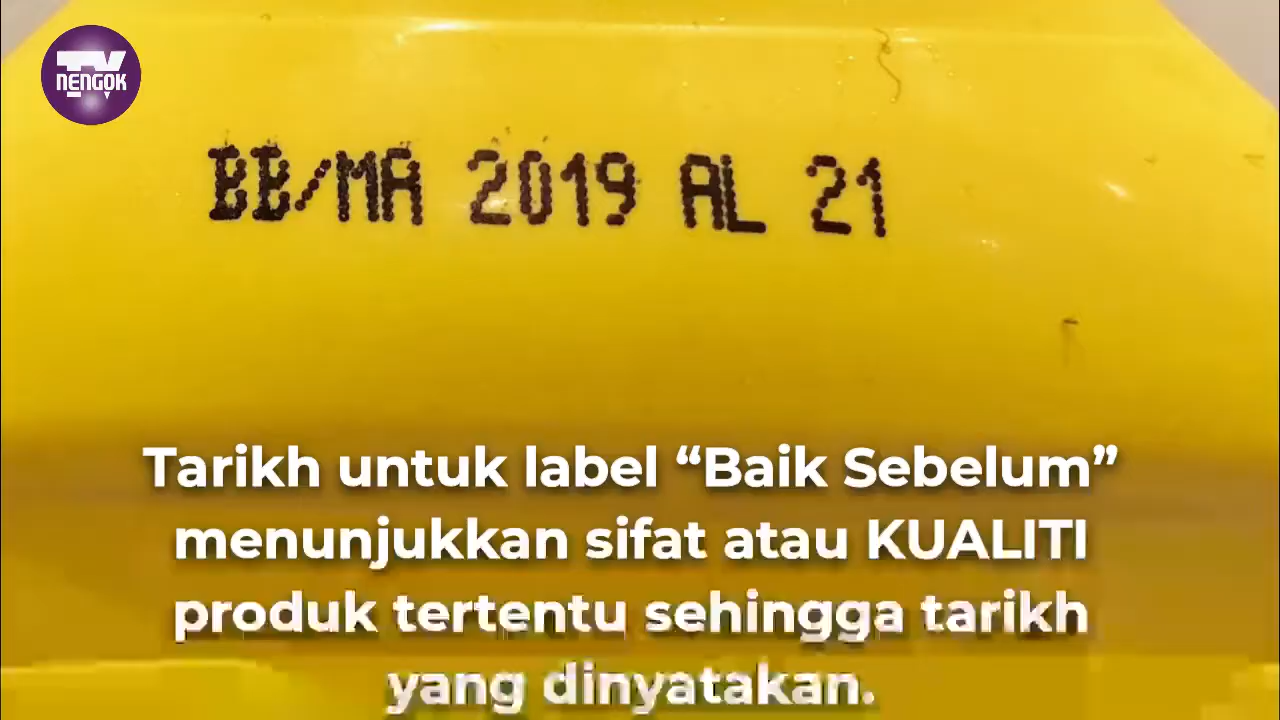 TV
NENGOK
BB/MA 2019 AL 21
Tarikh untuk label “Baik Sebelum”
menunjukkan sifat atau KUALITI
produk tertentu sehingga tarikh
yang dinyatakan.